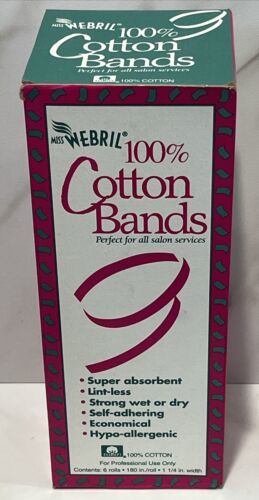 MISS WEBRIL®
100%
Cotton
Bands
Perfect for all salon services
100% COTTON
MISS WEBRIL®
100%
Cotton
Bands
Perfect for all salon services
• Super absorbent
• Lint-less
• Strong wet or dry
• Self-adhering
• Economical
• Hypo-allergenic
100% COTTON
For Professional Use Only
Contents: 6 rolls • 180 in./roll • 1 1/4 in. width